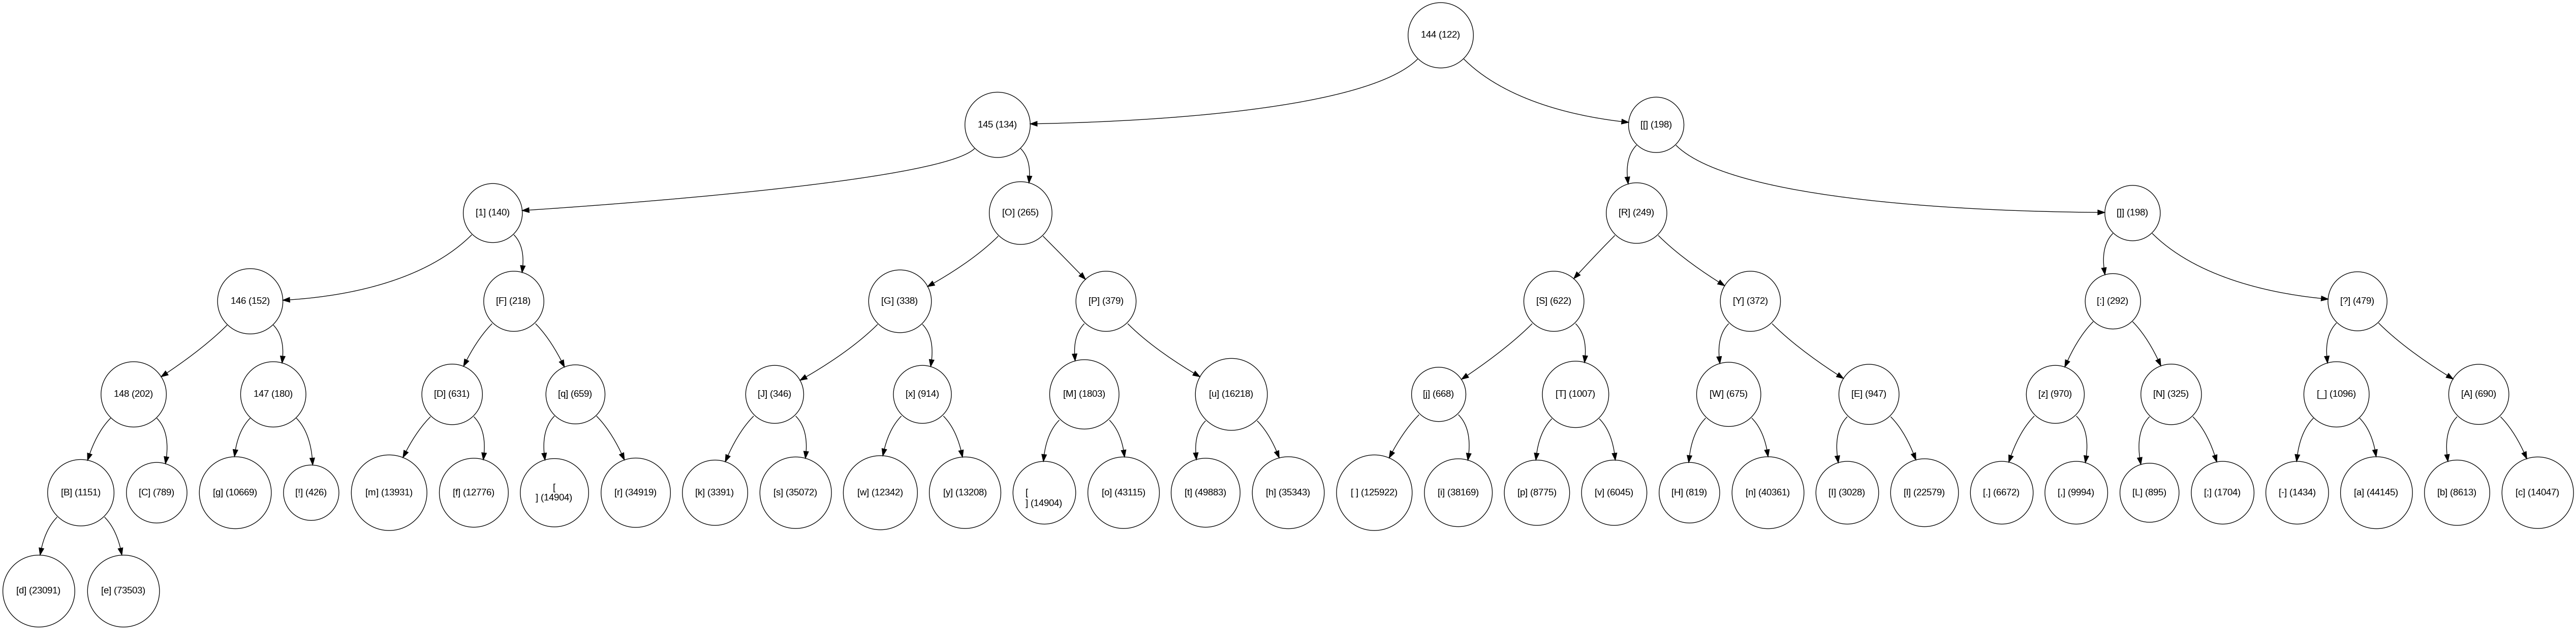 144 (122)
145 (134)
[[] (198)
[1] (140)
[O] (265)
[R] (249)
[]] (198)
146 (152)
[F] (218)
[G] (338)
[P] (379)
[S] (622)
[Y] (372)
[:] (292)
[?] (479)
148 (202)
147 (180)
[D] (631)
[q] (659)
[J] (346)
[x] (914)
[M] (1803)
[u] (16218)
[j] (668)
[T] (1007)
[W] (675)
[E] (947)
[z] (970)
[N] (325)
[_] (1096)
[A] (690)
[B] (1151)
[C] (789)
[g] (10669)
[!] (426)
[m] (13931)
[f] (12776)
[
] (14904)
[r] (34919)
[k] (3391)
[s] (35072)
[w] (12342)
[y] (13208)
[
] (14904)
[o] (43115)
[t] (49883)
[h] (35343)
[ ] (125922)
[i] (38169)
[p] (8775)
[v] (6045)
[H] (819)
[n] (40361)
[I] (3028)
[l] (22579)
[.] (6672)
[,] (9994)
[L] (895)
[;] (1704)
[-] (1434)
[a] (44145)
[b] (8613)
[c] (14047)
[d] (23091)
[e] (73503)